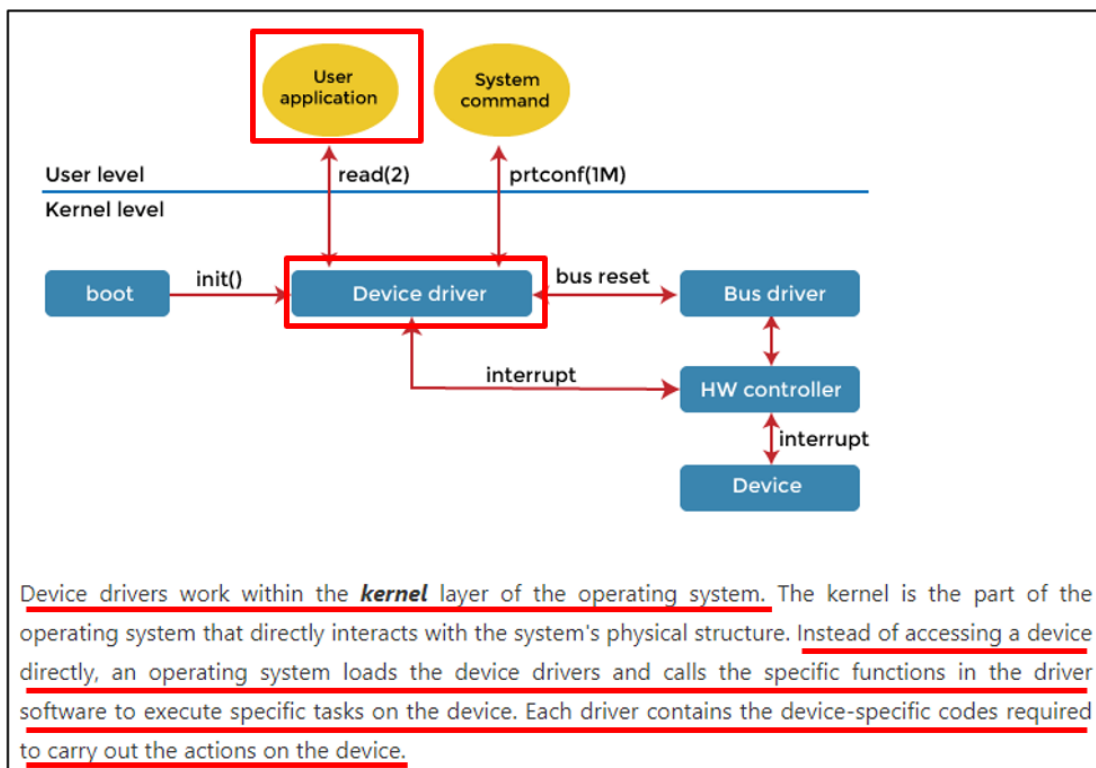 User
application
System
command
User level
read(2)
prtconf(1M)
Kernel level
boot
init()
Device driver
bus reset
Bus driver
interrupt
HW controller
interrupt
Device
Device drivers work within the kernel layer of the operating system. The kernel is the part of the
operating system that directly interacts with the system's physical structure. Instead of accessing a device
directly, an operating system loads the device drivers and calls the specific functions in the driver
software to execute specific tasks on the device. Each driver contains the device-specific codes required
to carry out the actions on the device.